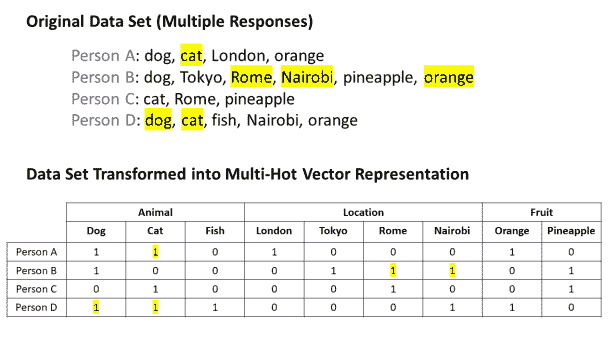 Original Data Set (Multiple Responses)
Person A: dog, cat, London, orange
Person B: dog, Tokyo, Rome, Nairobi, pineapple, orange
Person C: cat, Rome, pineapple
Person D: dog, cat, fish, Nairobi, orange
Data Set Transformed into Multi-Hot Vector Representation
Animal Location Fruit
Dog Cat Fish London Tokyo Rome Nairobi Orange Pineapple
Person A 1 1 0 1 0 0 0 1 0
Person B 1 0 0 0 1 1 1 0 1
Person C 0 1 0 0 0 1 0 0 1
Person D 1 1 1 0 0 0 1 1 0